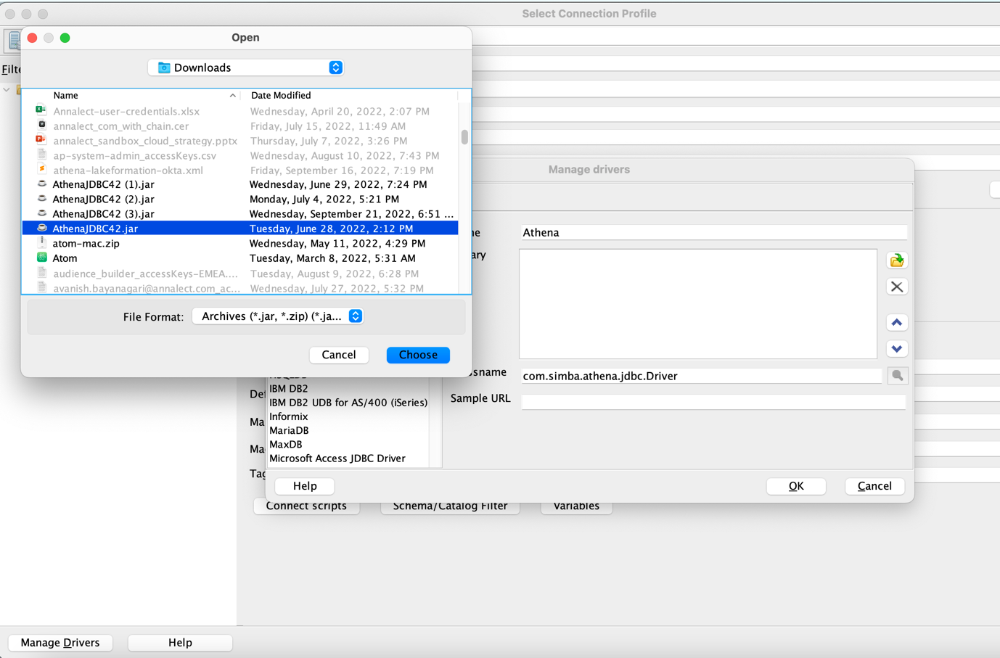 Select Connection Profile
Open
Filte
Downloads
Name Date Modified
Annalect-user-credentials.xlsx Wednesday, April 20, 2022, 2:07 PM
annalect_com_with_chain.cer Friday, July 15, 2022, 11:49 AM
annalect_sandbox_cloud_strategy.pptx Thursday, July 7, 2022, 3:26 PM
ap-system-admin_accessKeys.csv Wednesday, August 10, 2022, 7:43 PM
athena-lakeformation-okta.xml Friday, September 16, 2022, 7:19 PM
AthenaJDBC42 (1).jar Wednesday, June 29, 2022, 7:24 PM
AthenaJDBC42 (2).jar Monday, July 4, 2022, 5:21 PM
AthenaJDBC42 (3).jar Wednesday, September 21, 2022, 6:51 ...
AthenaJDBC42.jar Tuesday, June 28, 2022, 2:12 PM
atom-mac.zip Wednesday, May 11, 2022, 4:29 PM
Atom Tuesday, March 8, 2022, 5:31 AM
audience_builder_accessKeys-EMEA.... Tuesday, August 9, 2022, 6:28 PM
avanish.bayanagari@annalect.com_ac... Wednesday, July 27, 2022, 5:32 PM
File Format: Archives (*.jar, *.zip) (*.ja...
Cancel Choose
Manage drivers
me Athena
ary
sname com.simba.athena.jdbc.Driver
Sample URL
IBM DB2
IBM DB2 UDB for AS/400 (iSeries)
Informix
MariaDB
MaxDB
Microsoft Access JDBC Driver
Help OK Cancel
Def
Ma
Ma
Tag
Connect scripts Schema/Catalog Filter Variables
Manage Drivers Help